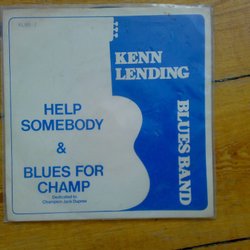 KENN
LENDING
BLUES BAND
HELP
SOMEBODY
&
BLUES FOR
CHAMP
Dedicated to
Champion Jack Dupree